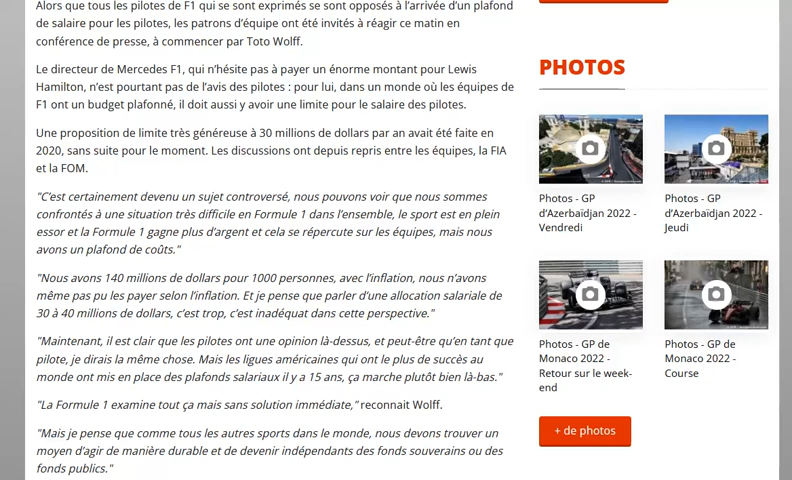 Alors que tous les pilotes de F1 qui se sont exprimés se sont opposés à l'arrivée d'un plafond
de salaire pour les pilotes, les patrons d'équipe ont été invités à réagir ce matin en
conférence de presse, à commencer par Toto Wolff.
Le directeur de Mercedes F1, qui n'hésite pas à payer un énorme montant pour Lewis
Hamilton, n'est pourtant pas de l'avis des pilotes : pour lui, dans un monde où les équipes de
F1 ont un budget plafonné, il doit aussi y avoir une limite pour le salaire des pilotes.
Une proposition de limite très généreuse à 30 millions de dollars par an avait été faite en
2020, sans suite pour le moment. Les discussions ont depuis repris entre les équipes, la FIA
et la FOM.
"C'est certainement devenu un sujet controversé, nous pouvons voir que nous sommes
confrontés à une situation très difficile en Formule 1 dans l'ensemble, le sport est en plein
essor et la Formule 1 gagne plus d'argent et cela se répercute sur les équipes, mais nous
avons un plafond de coûts."
"Nous avons 140 millions de dollars pour 1000 personnes, avec l'inflation, nous n'avons
même pas pu les payer selon l'inflation. Et je pense que parler d'une allocation salariale de
30 à 40 millions de dollars, c'est trop, c'est inadéquat dans cette perspective."
"Maintenant, il est clair que les pilotes ont une opinion là-dessus, et peut-être qu'en tant que
pilote, je dirais la même chose. Mais les ligues américaines qui ont le plus de succès au
monde ont mis en place des plafonds salariaux il y a 15 ans, ça marche plutôt bien là-bas."
"La Formule 1 examine tout ça mais sans solution immédiate," reconnait Wolff.
"Mais je pense que comme tous les autres sports dans le monde, nous devons trouver un
moyen d'agir de manière durable et de devenir indépendants des fonds souverains ou des
fonds publics."
PHOTOS
Photos - GP
d'Azerbaïdjan 2022 -
Vendredi
Photos - GP
d'Azerbaïdjan 2022 -
Jeudi
Photos - GP de
Monaco 2022 -
Retour sur le week-
end
Photos - GP de
Monaco 2022 -
Course
+ de photos